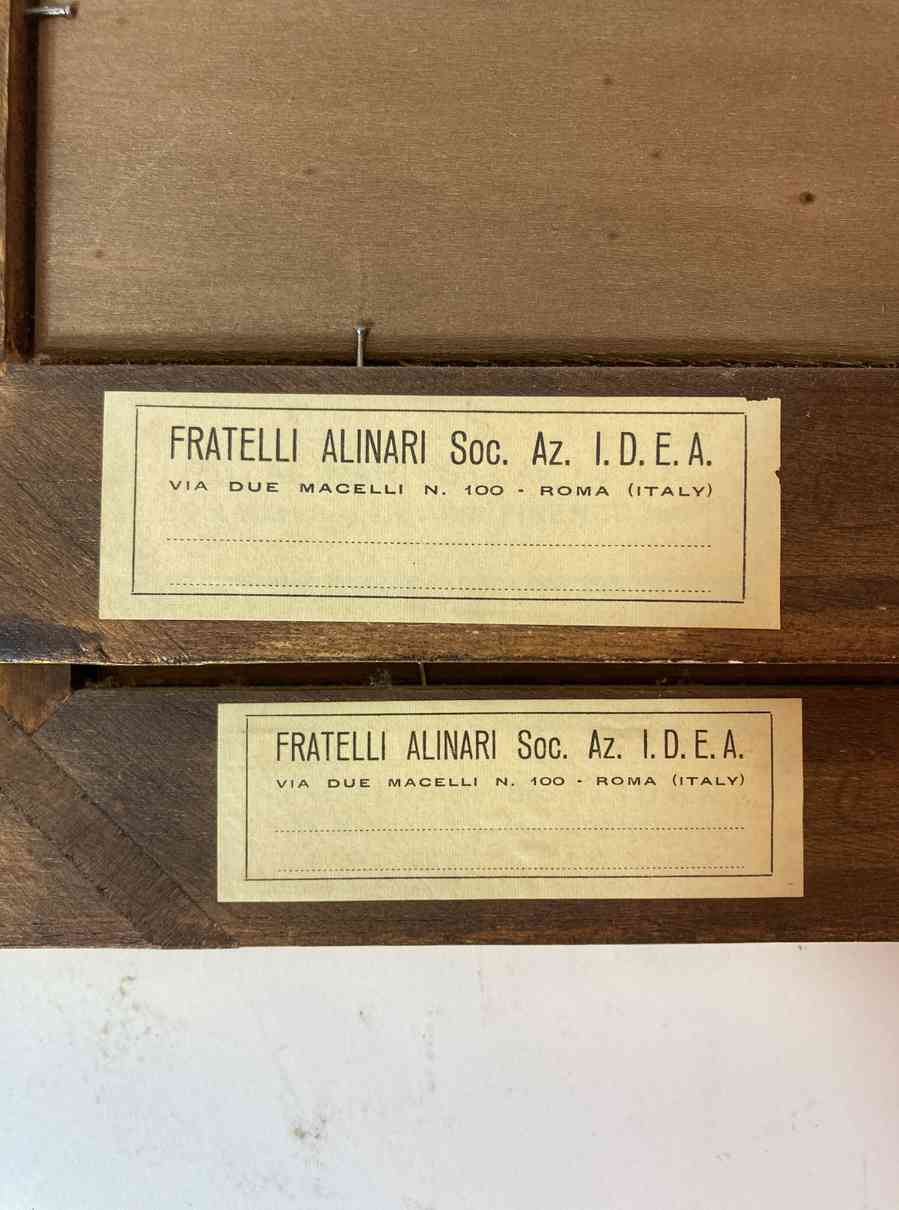 FRATELLI ALINARI Soc. Az. I. D. E. A.
VIA DUE MACELLI N. 100 - ROMA (ITALY)
FRATELLI ALINARI Soc. Az. I. D. E. A.
VIA DUE MACELLI N. 100 - ROMA (ITALY)